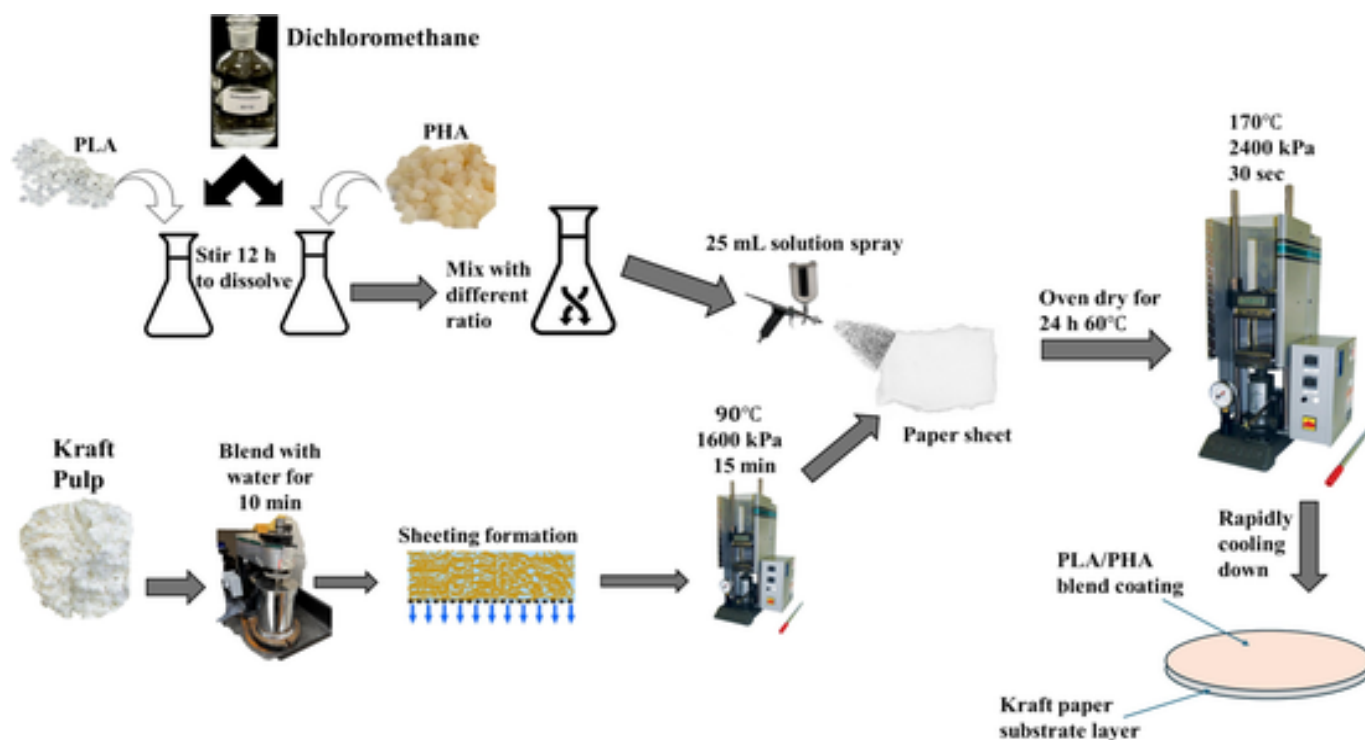 Dichloromethane
PLA
PHA
Stir 12 h
to dissolve
Mix with
different
ratio
25 mL solution spray
Paper sheet
Oven dry for
24 h 60℃
170℃
2400 kPa
30 sec
Kraft
Pulp
Blend with
water for
10 min
Sheeting formation
90℃
1600 kPa
15 min
Rapidly
cooling
down
PLA/PHA
blend coating
Kraft paper
substrate layer